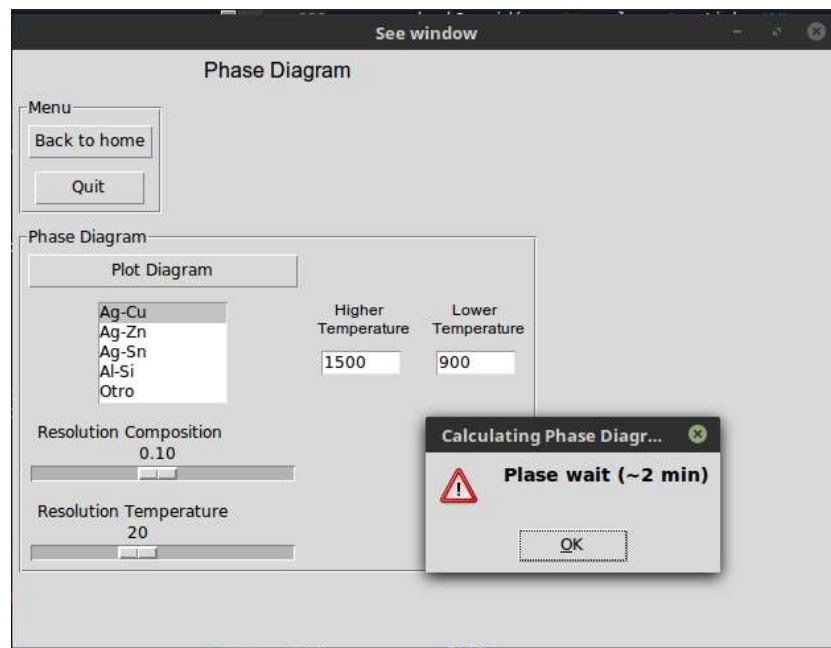 See window
Phase Diagram
Menu
Back to home
Quit
Phase Diagram
Plot Diagram
Ag-Cu
Ag-Zn
Ag-Sn
Al-Si
Otro
Higher
Temperature
1500
Lower
Temperature
900
Resolution Composition
0.10
Resolution Temperature
20
Calculating Phase Diagr...
Plase wait (~2 min)
OK